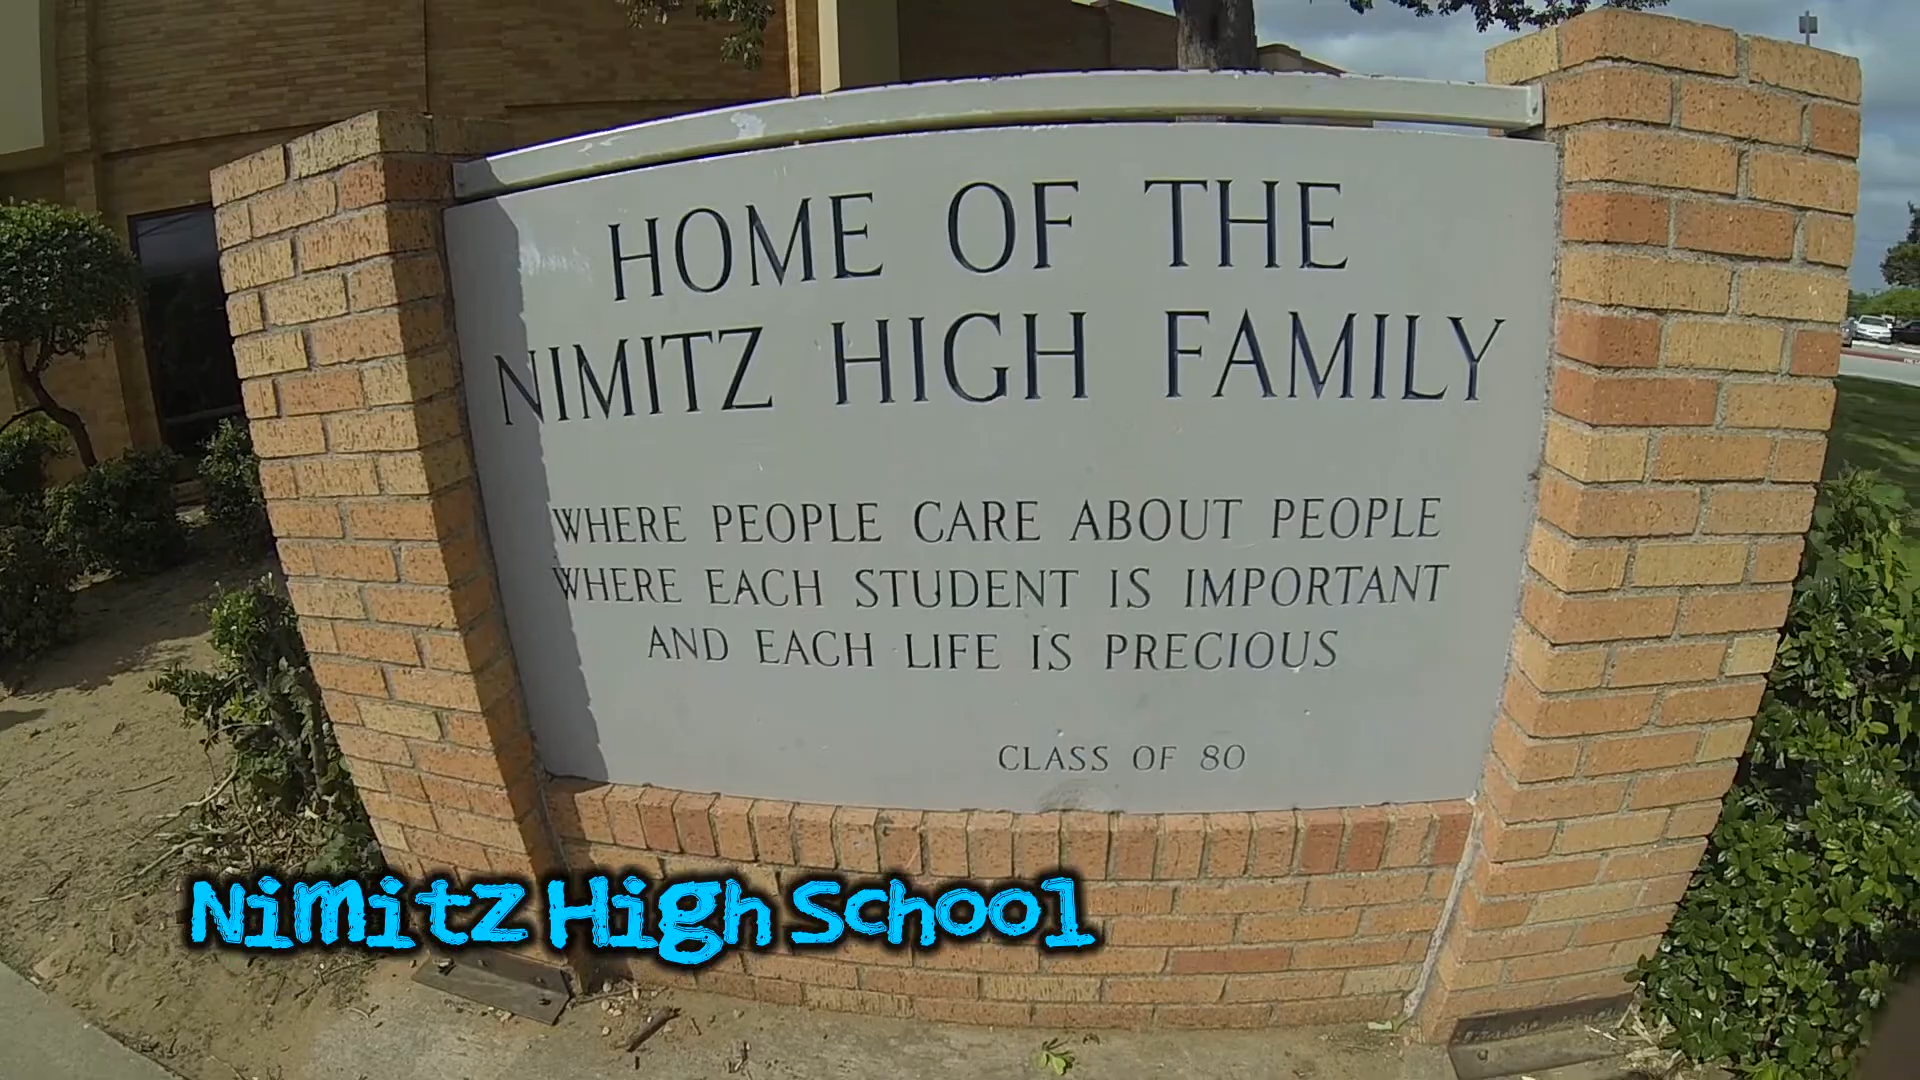 HOME OF THE
NIMITZ HIGH FAMILY
WHERE PEOPLE CARE ABOUT PEOPLE
WHERE EACH STUDENT IS IMPORTANT
AND EACH LIFE IS PRECIOUS
CLASS OF 80
Nimitz High School